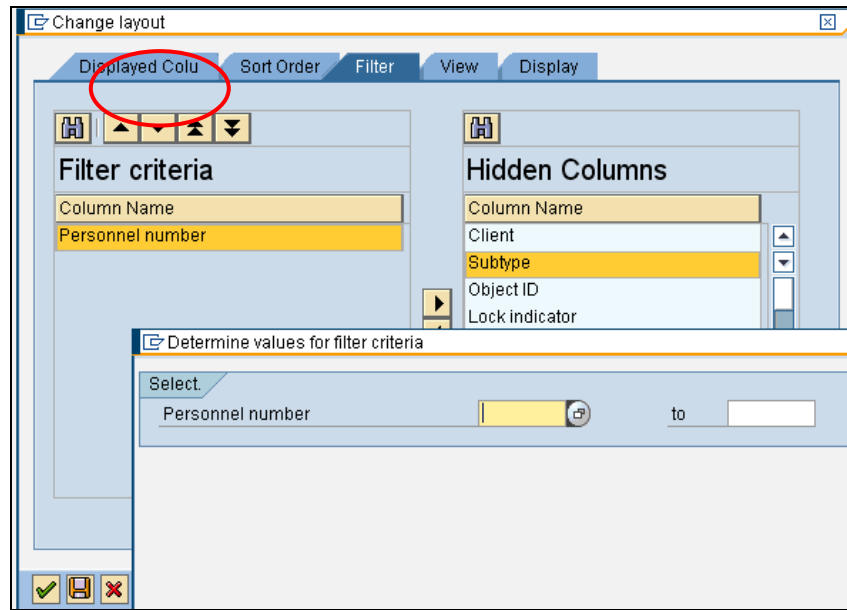 Change layout
Displayed Colu Sort Order Filter View Display
Filter criteria Hidden Columns
Column Name Column Name
Personnel number Client
Subtype
Object ID
Lock indicator
Determine values for filter criteria
Select.
Personnel number to